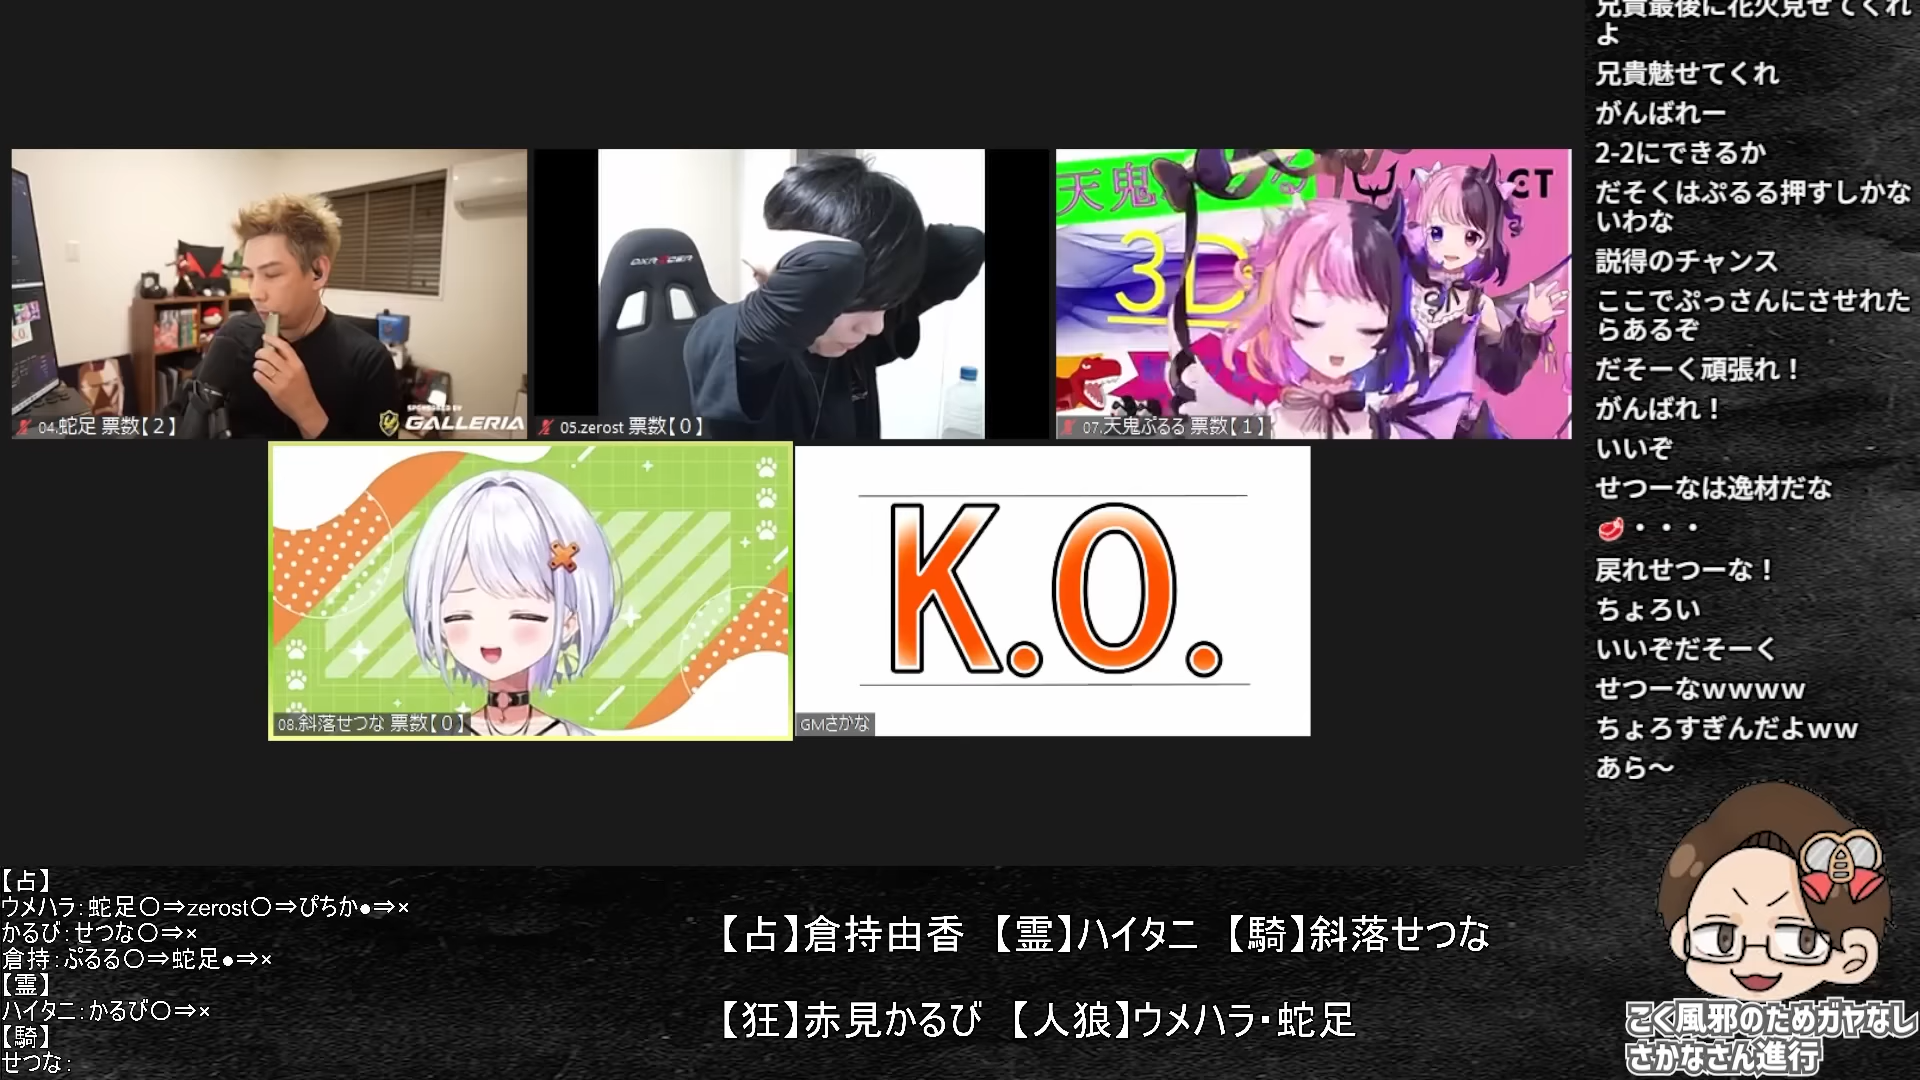 兄貴最後に花火見せてくれ
よ
兄貴魅せてくれ
がんばれー
2-2にできるか
だそくはぷるる押すしかな
いわな
説得のチャンス
ここでぷっさんにさせれた
らあるぞ
だそーく頑張れ！
がんばれ！
いいぞ
せつーなは逸材だな
🥩・・・
戻れせつーな！
ちょろい
いいぞだそーく
せつーなwwww
ちょろすぎんだよww
あら〜
DXRACER
天鬼
3D
K.O.
SPONSORED BY
GALLERIA
04.蛇足 票数【2】
05.zerost 票数【0】
07.天鬼ぷるる 票数【1】
K.O.
08.斜落せつな 票数【0】
GMさかな
【占】
ウメハラ：蛇足〇⇒zerost〇⇒ぴちか●⇒×
かるび：せつな〇⇒×
倉持：ぷるる〇⇒蛇足●⇒×
【霊】
ハイタニ：かるび〇⇒×
【騎】
せつな：
【占】倉持由香 【霊】ハイタニ 【騎】斜落せつな
【狂】赤見かるび 【人狼】ウメハラ・蛇足
こく風邪のためガヤなし
さかなさん進行